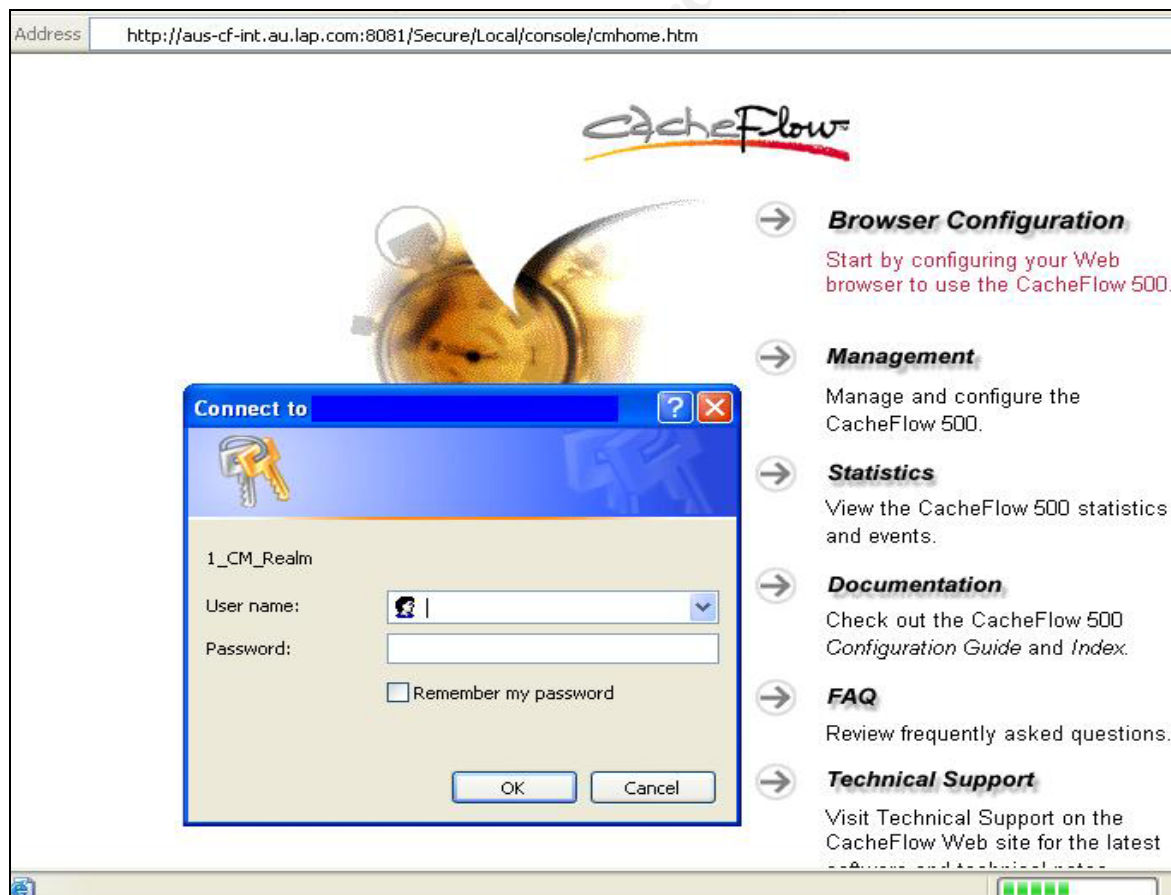 Address http://aus-cf-int.au.lap.com:8081/Secure/Local/console/cmhome.htm
CacheFlow
Browser Configuration
Start by configuring your Web
browser to use the CacheFlow 500.
Management
Manage and configure the
CacheFlow 500.
Statistics
View the CacheFlow 500 statistics
and events.
Documentation
Check out the CacheFlow 500
Configuration Guide and Index.
FAQ
Review frequently asked questions.
Technical Support
Visit Technical Support on the
CacheFlow Web site for the latest
software and technical notes
Connect to
1_CM_Realm
User name:
Password:
Remember my password
OK Cancel